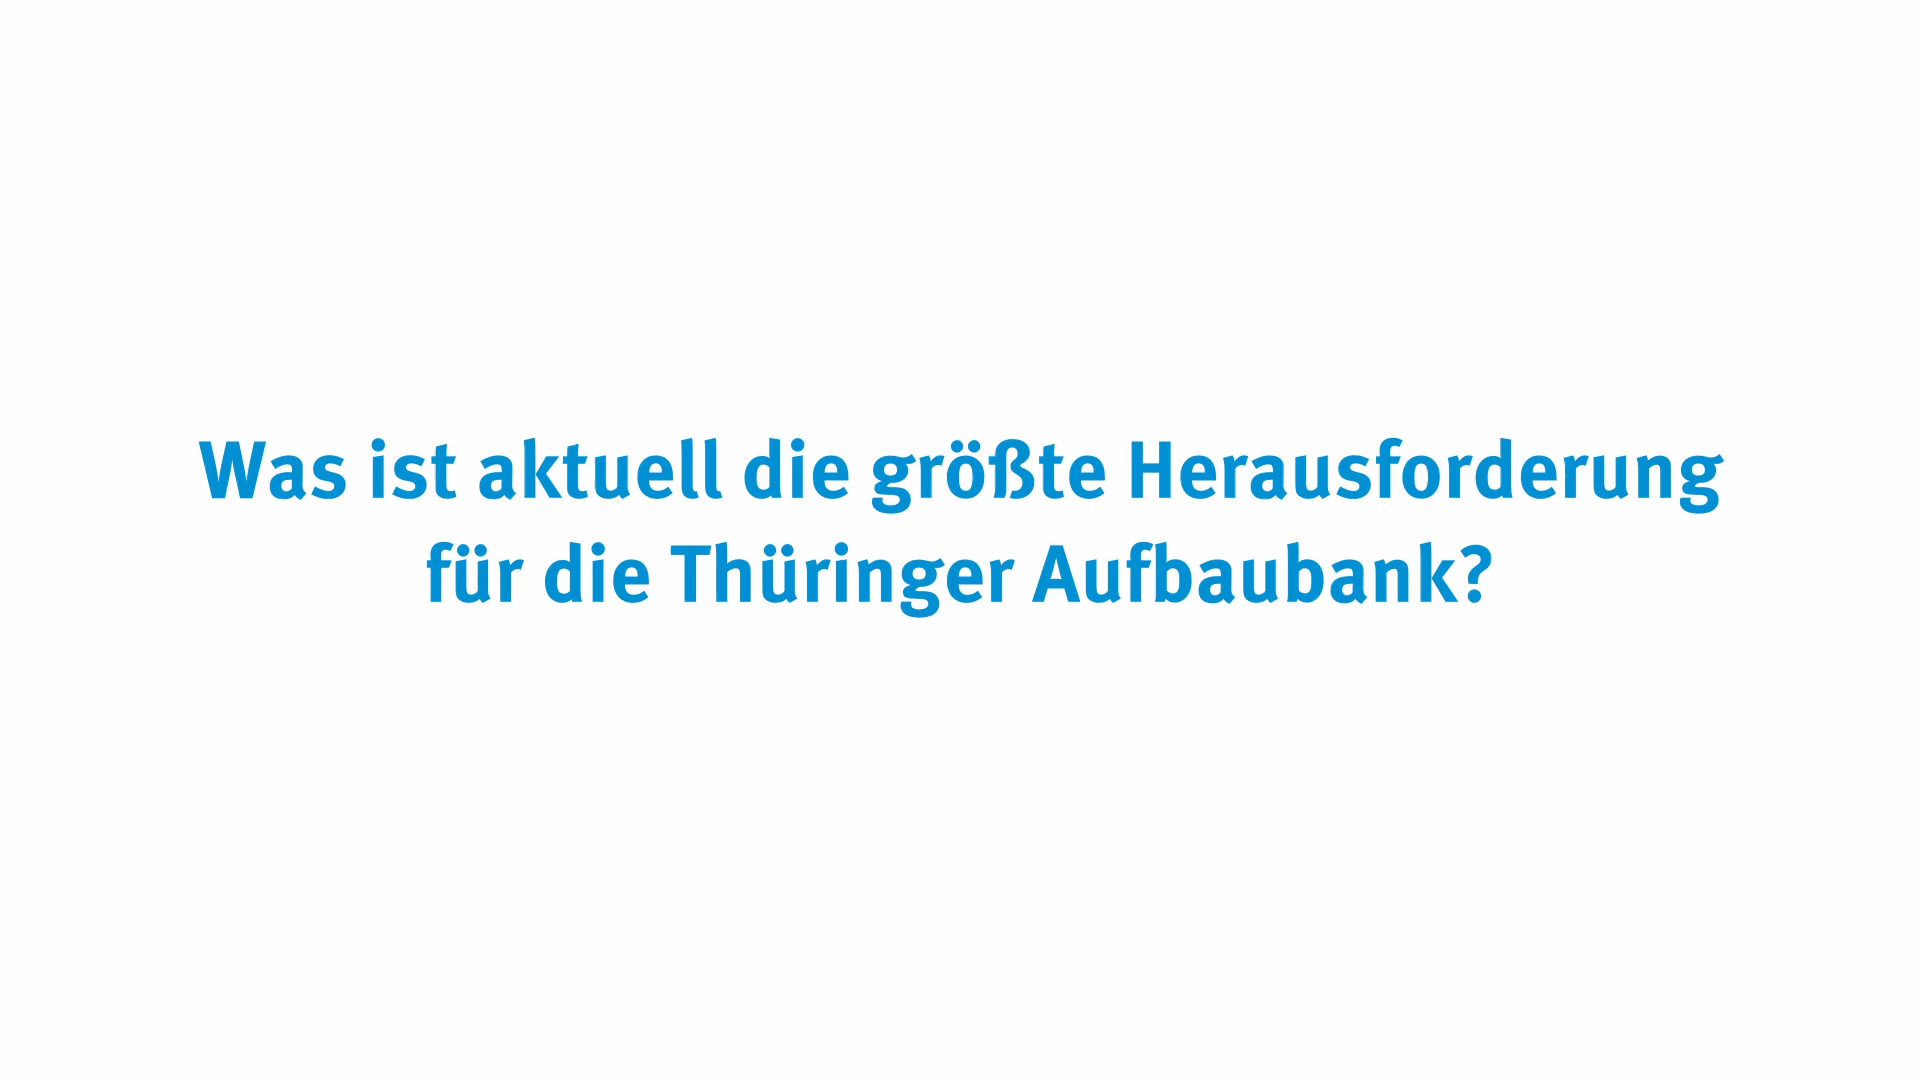 Was ist aktuell die größte Herausforderung
für die Thüringer Aufbaubank?